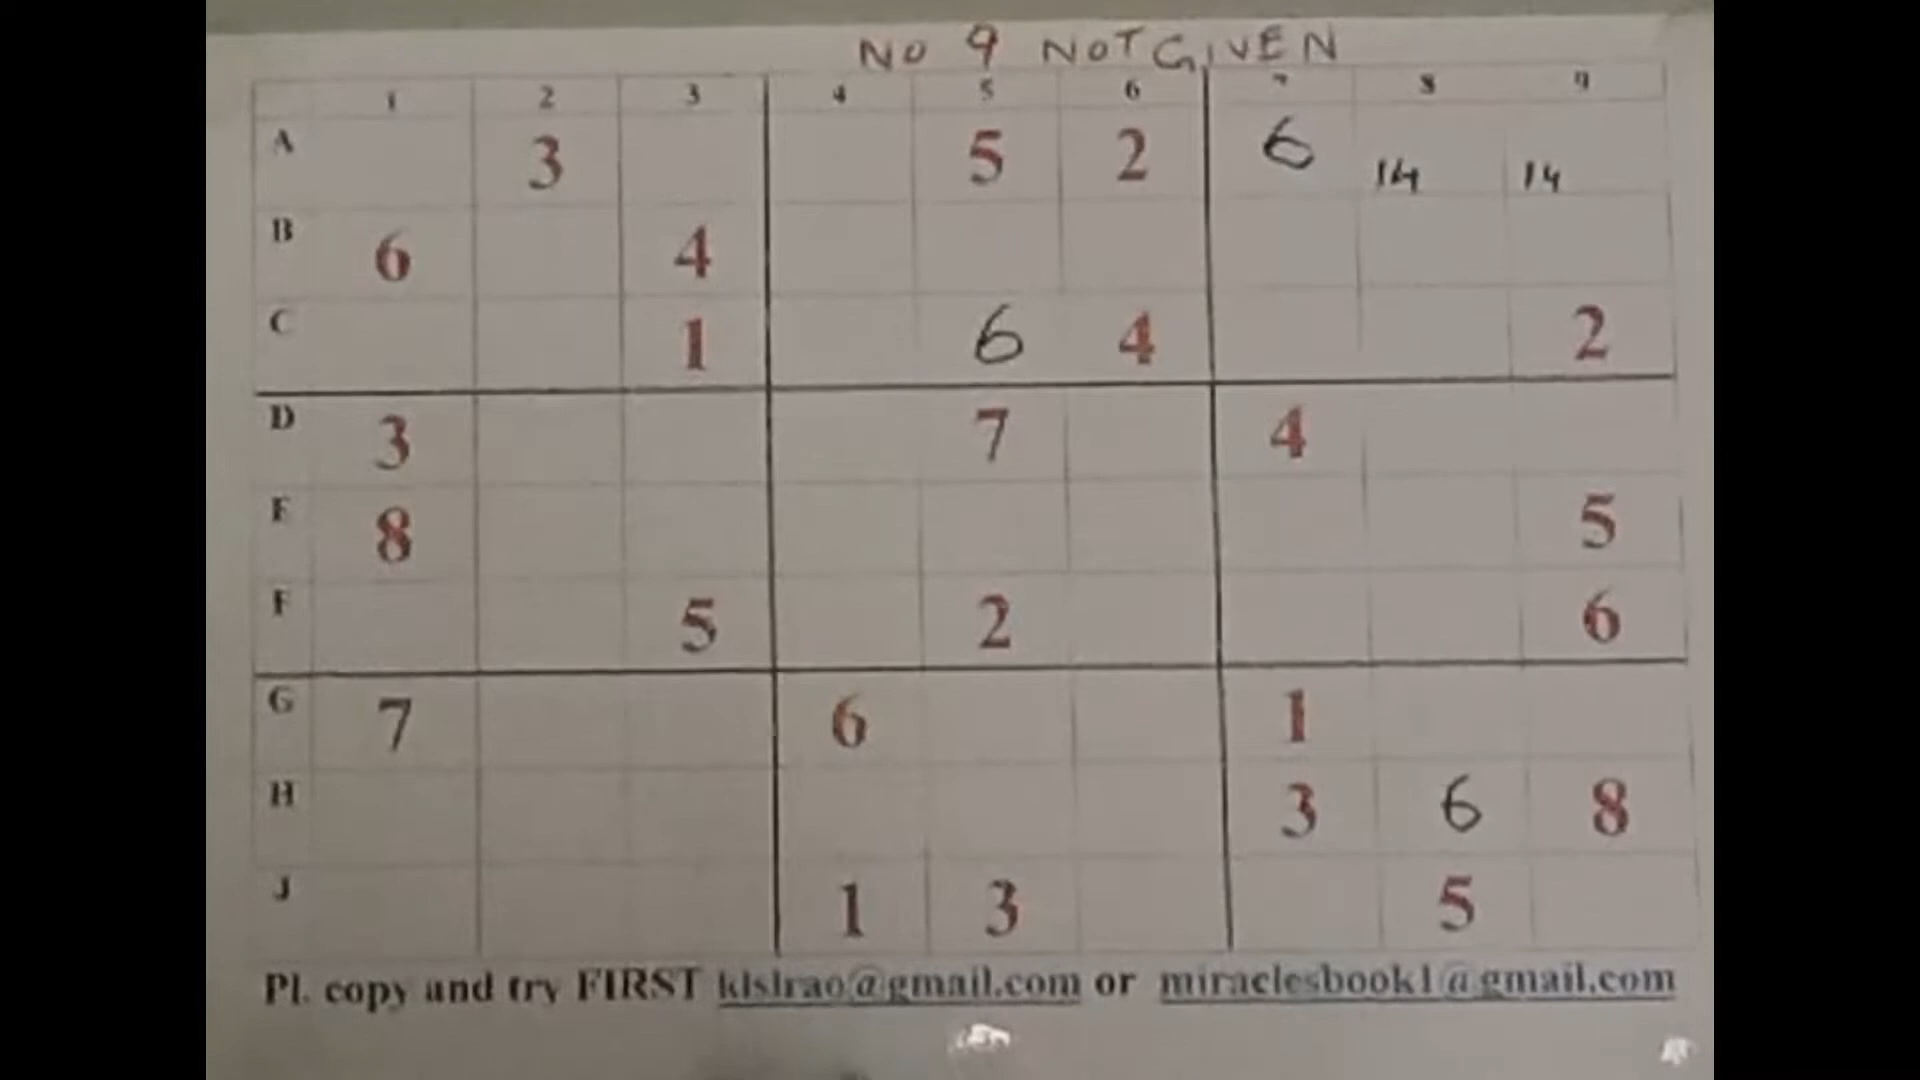 NO 9 NOT GIVEN
1 2 3 4 5 6 7 8 9
A 3 5 2 6 14 14
B 6 4
C 1 6 4 2
D 3 7 4
E 8 5
F 5 2 6
G 7 6 1
H 3 6 8
J 1 3 5
Pl. copy and try FIRST klslrao@gmail.com or miraclesbook1@gmail.com